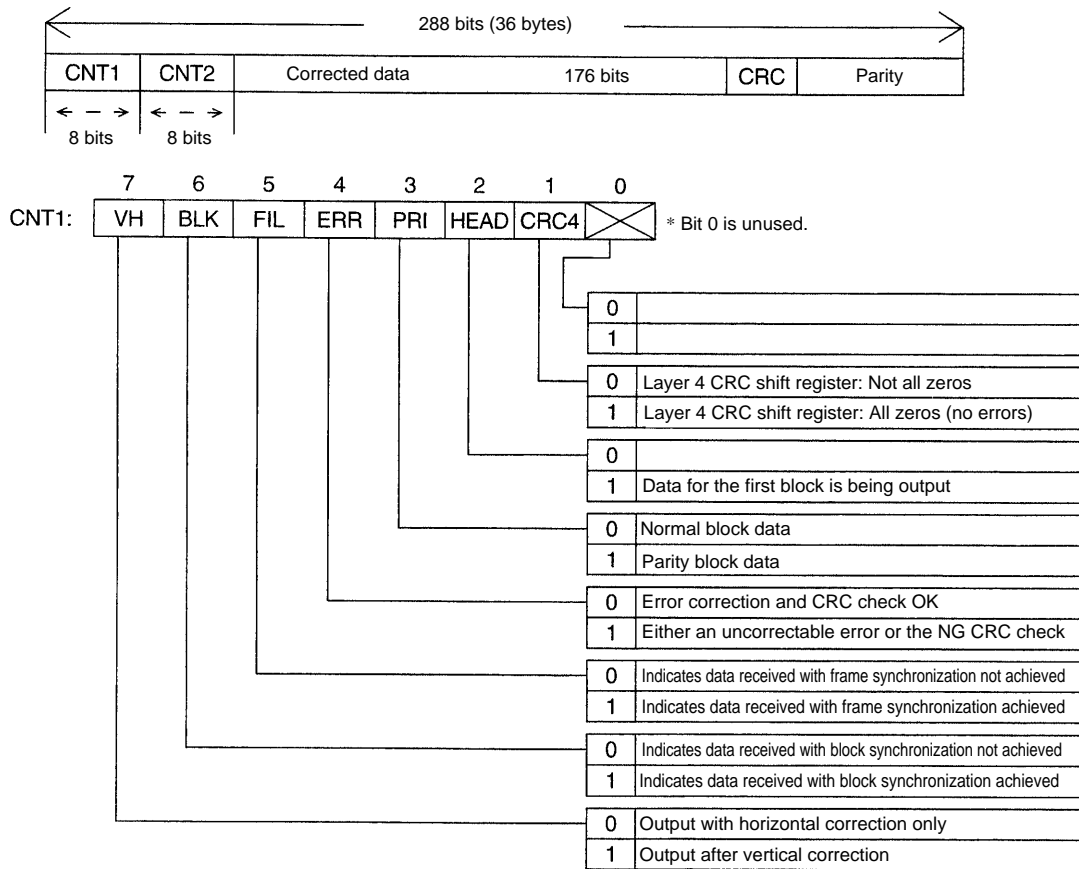 288 bits (36 bytes)
CNT1 CNT2 Corrected data 176 bits CRC Parity
8 bits 8 bits
7 6 5 4 3 2 1 0
CNT1: VH BLK FIL ERR PRI HEAD CRC4 * Bit 0 is unused.
0
1
0 Layer 4 CRC shift register: Not all zeros
1 Layer 4 CRC shift register: All zeros (no errors)
0
1 Data for the first block is being output
0 Normal block data
1 Parity block data
0 Error correction and CRC check OK
1 Either an uncorrectable error or the NG CRC check
0 Indicates data received with frame synchronization not achieved
1 Indicates data received with frame synchronization achieved
0 Indicates data received with block synchronization not achieved
1 Indicates data received with block synchronization achieved
0 Output with horizontal correction only
1 Output after vertical correction